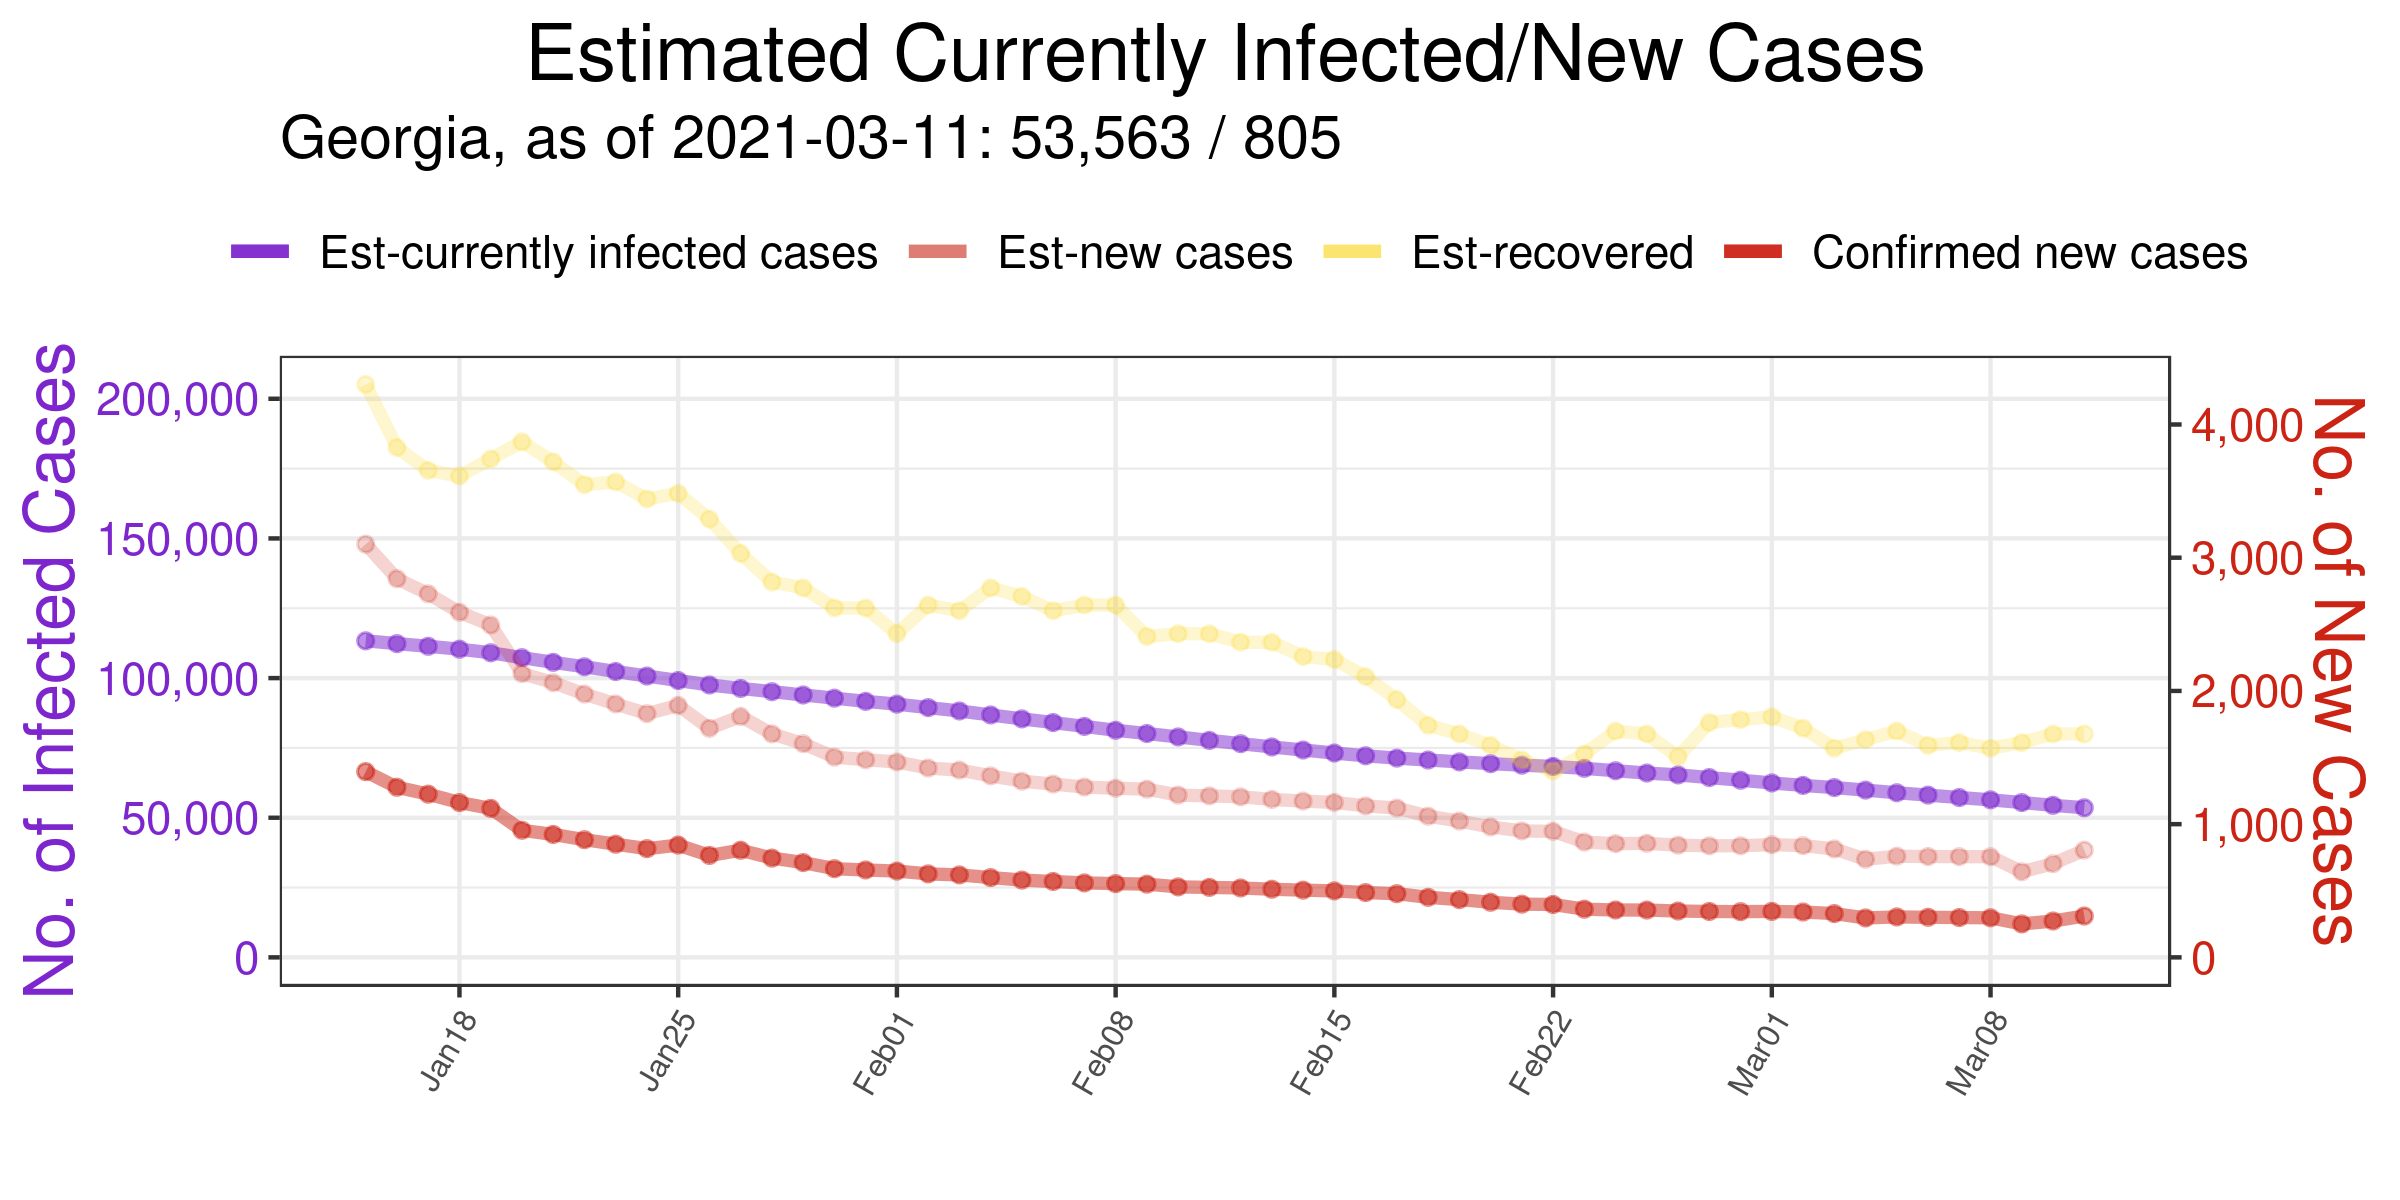 Estimated Currently Infected/New Cases
Georgia, as of 2021-03-11: 53,563 / 805
Est-currently infected cases Est-new cases Est-recovered Confirmed new cases
No. of Infected Cases
200,000
150,000
100,000
50,000
0
4,000
3,000
2,000
1,000
0
No. of New Cases
Jan18 Jan25 Feb01 Feb08 Feb15 Feb22 Mar01 Mar08